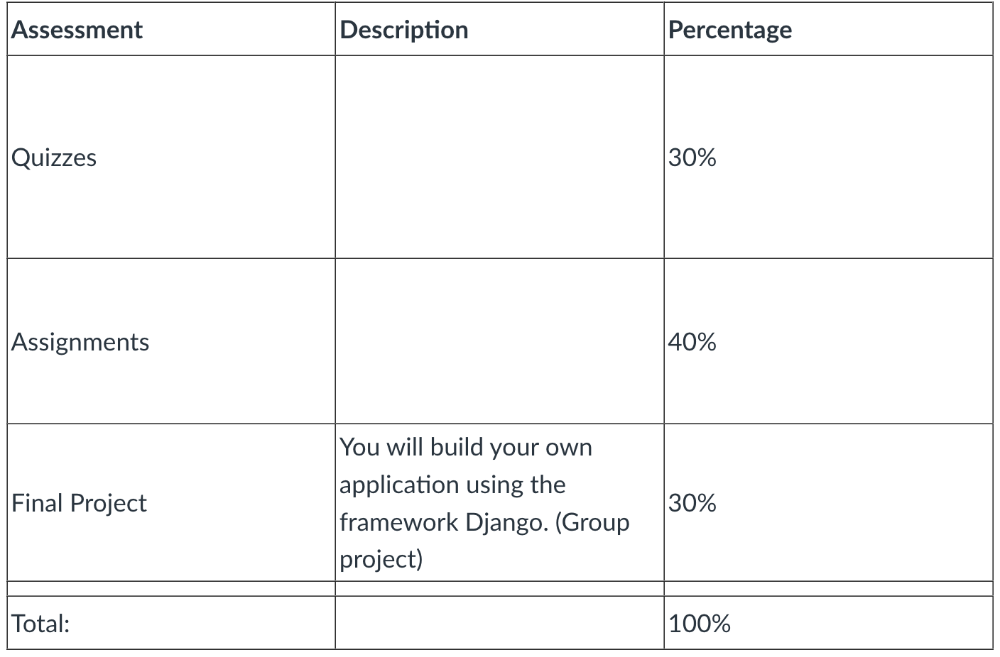 Assessment Description Percentage
Quizzes 30%
Assignments 40%
Final Project You will build your own application using the framework Django. (Group project) 30%
Total: 100%